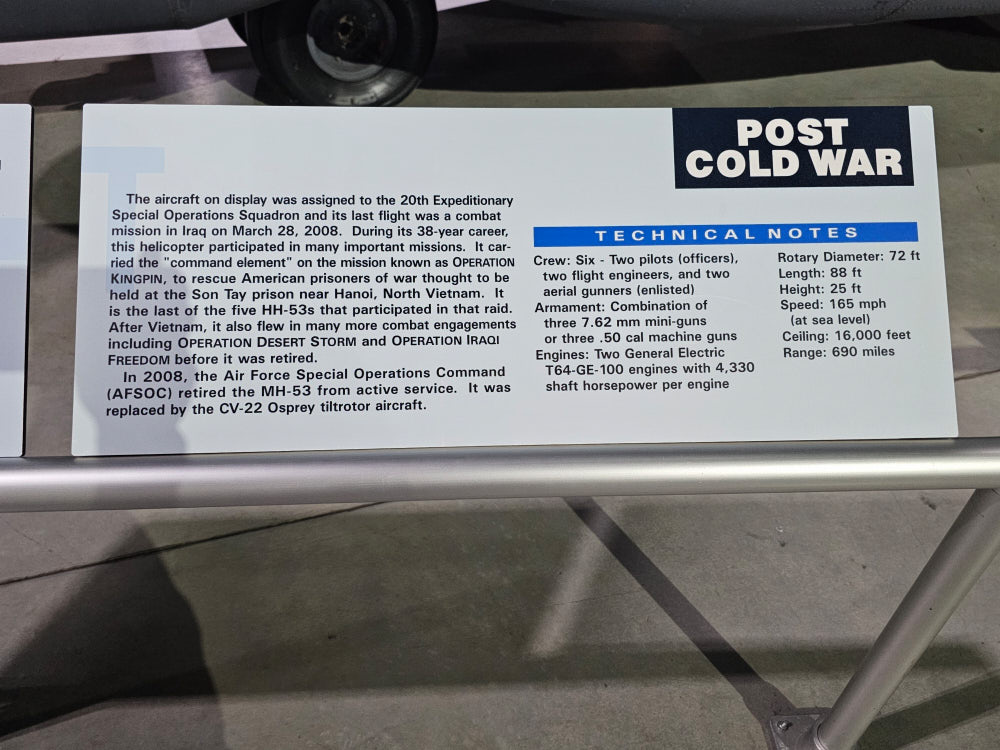 POST
COLD WAR
The aircraft on display was assigned to the 20th Expeditionary
Special Operations Squadron and its last flight was a combat
mission in Iraq on March 28, 2008. During its 38-year career,
this helicopter participated in many important missions. It car-
ried the "command element" on the mission known as OPERATION
KINGPIN, to rescue American prisoners of war thought to be
held at the Son Tay prison near Hanoi, North Vietnam. It
is the last of the five HH-53s that participated in that raid.
After Vietnam, it also flew in many more combat engagements
including OPERATION DESERT STORM and OPERATION IRAQI
FREEDOM before it was retired.
In 2008, the Air Force Special Operations Command
(AFSOC) retired the MH-53 from active service. It was
replaced by the CV-22 Osprey tiltrotor aircraft.
TECHNICAL NOTES
Crew: Six - Two pilots (officers),
two flight engineers, and two
aerial gunners (enlisted)
Armament: Combination of
three 7.62 mm mini-guns
or three .50 cal machine guns
Engines: Two General Electric
T64-GE-100 engines with 4,330
shaft horsepower per engine
Rotary Diameter: 72 ft
Length: 88 ft
Height: 25 ft
Speed: 165 mph
(at sea level)
Ceiling: 16,000 feet
Range: 690 miles